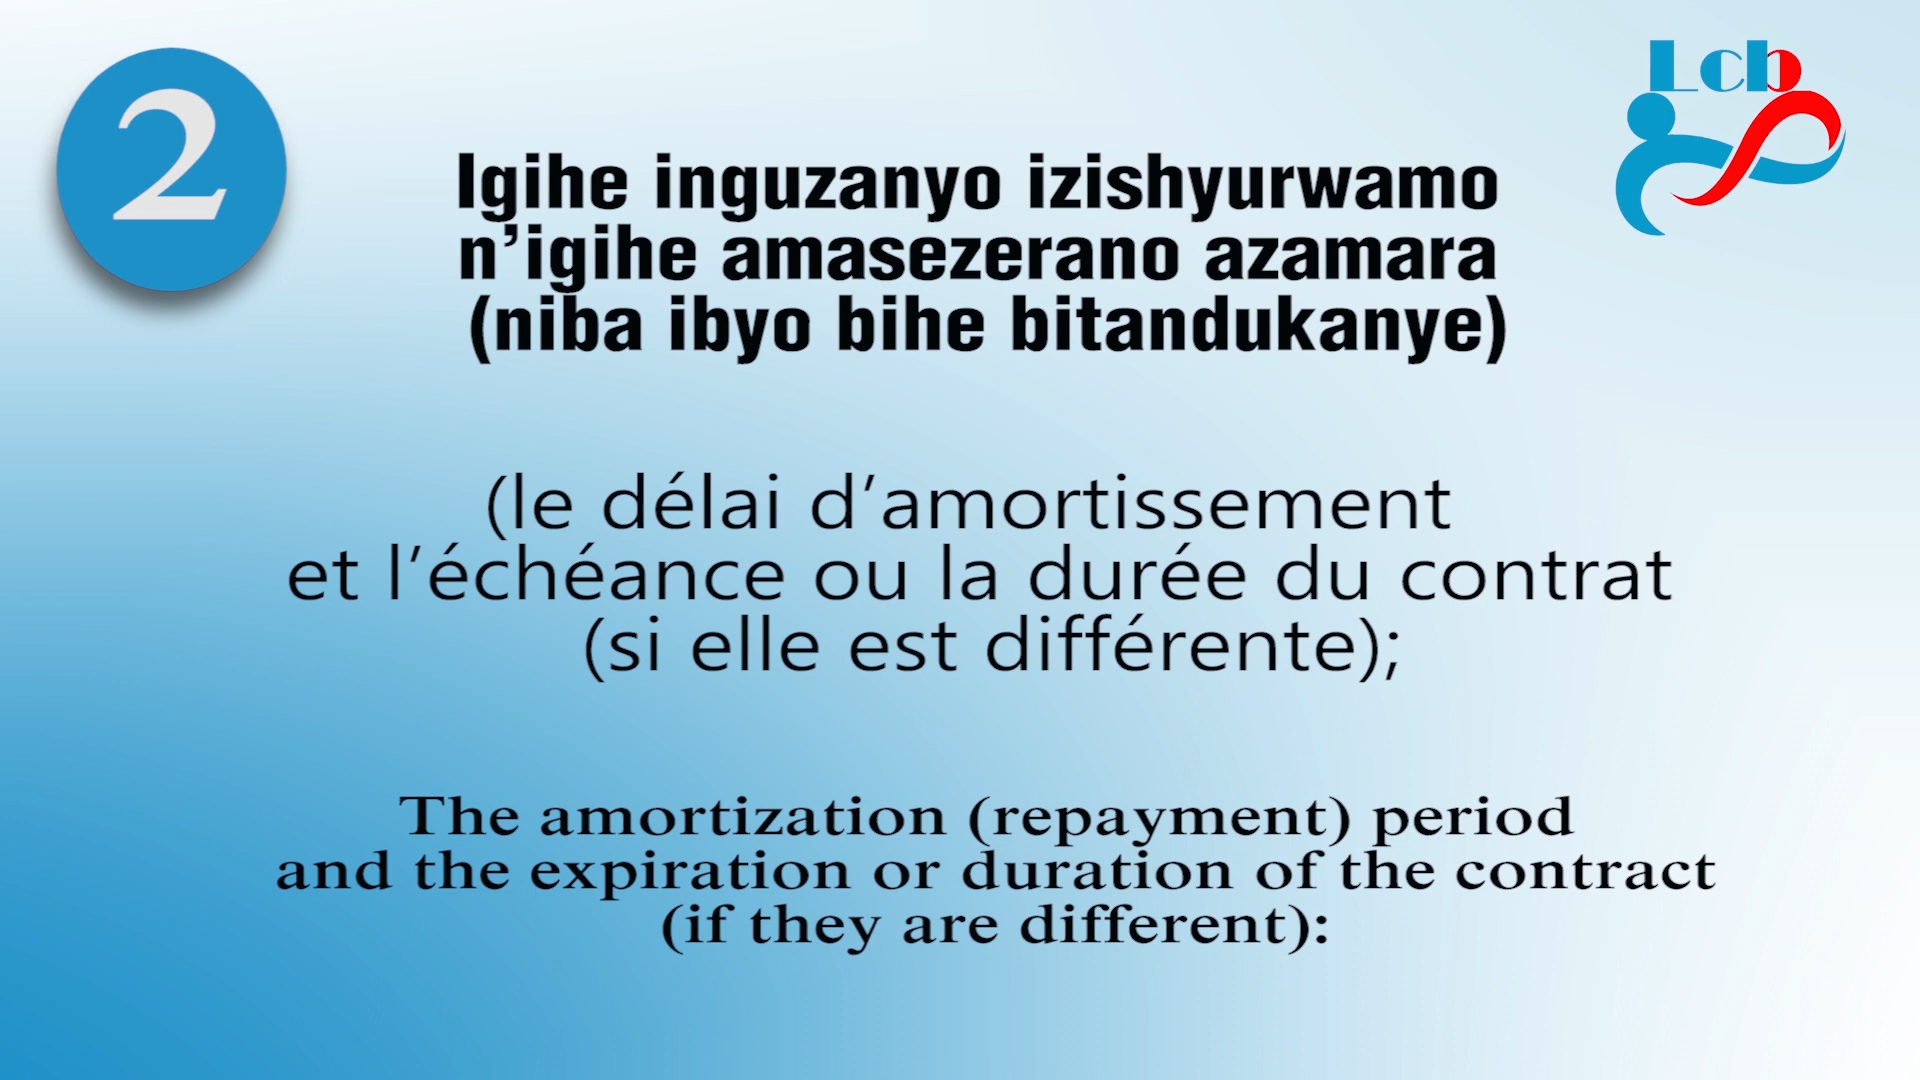 2
Lcb
Igihe inguzanyo izishyurwamo
n’igihe amasezerano azamara
(niba ibyo bihe bitandukanye)
(le délai d’amortissement
et l’échéance ou la durée du contrat
(si elle est différente);
The amortization (repayment) period
and the expiration or duration of the contract
(if they are different):